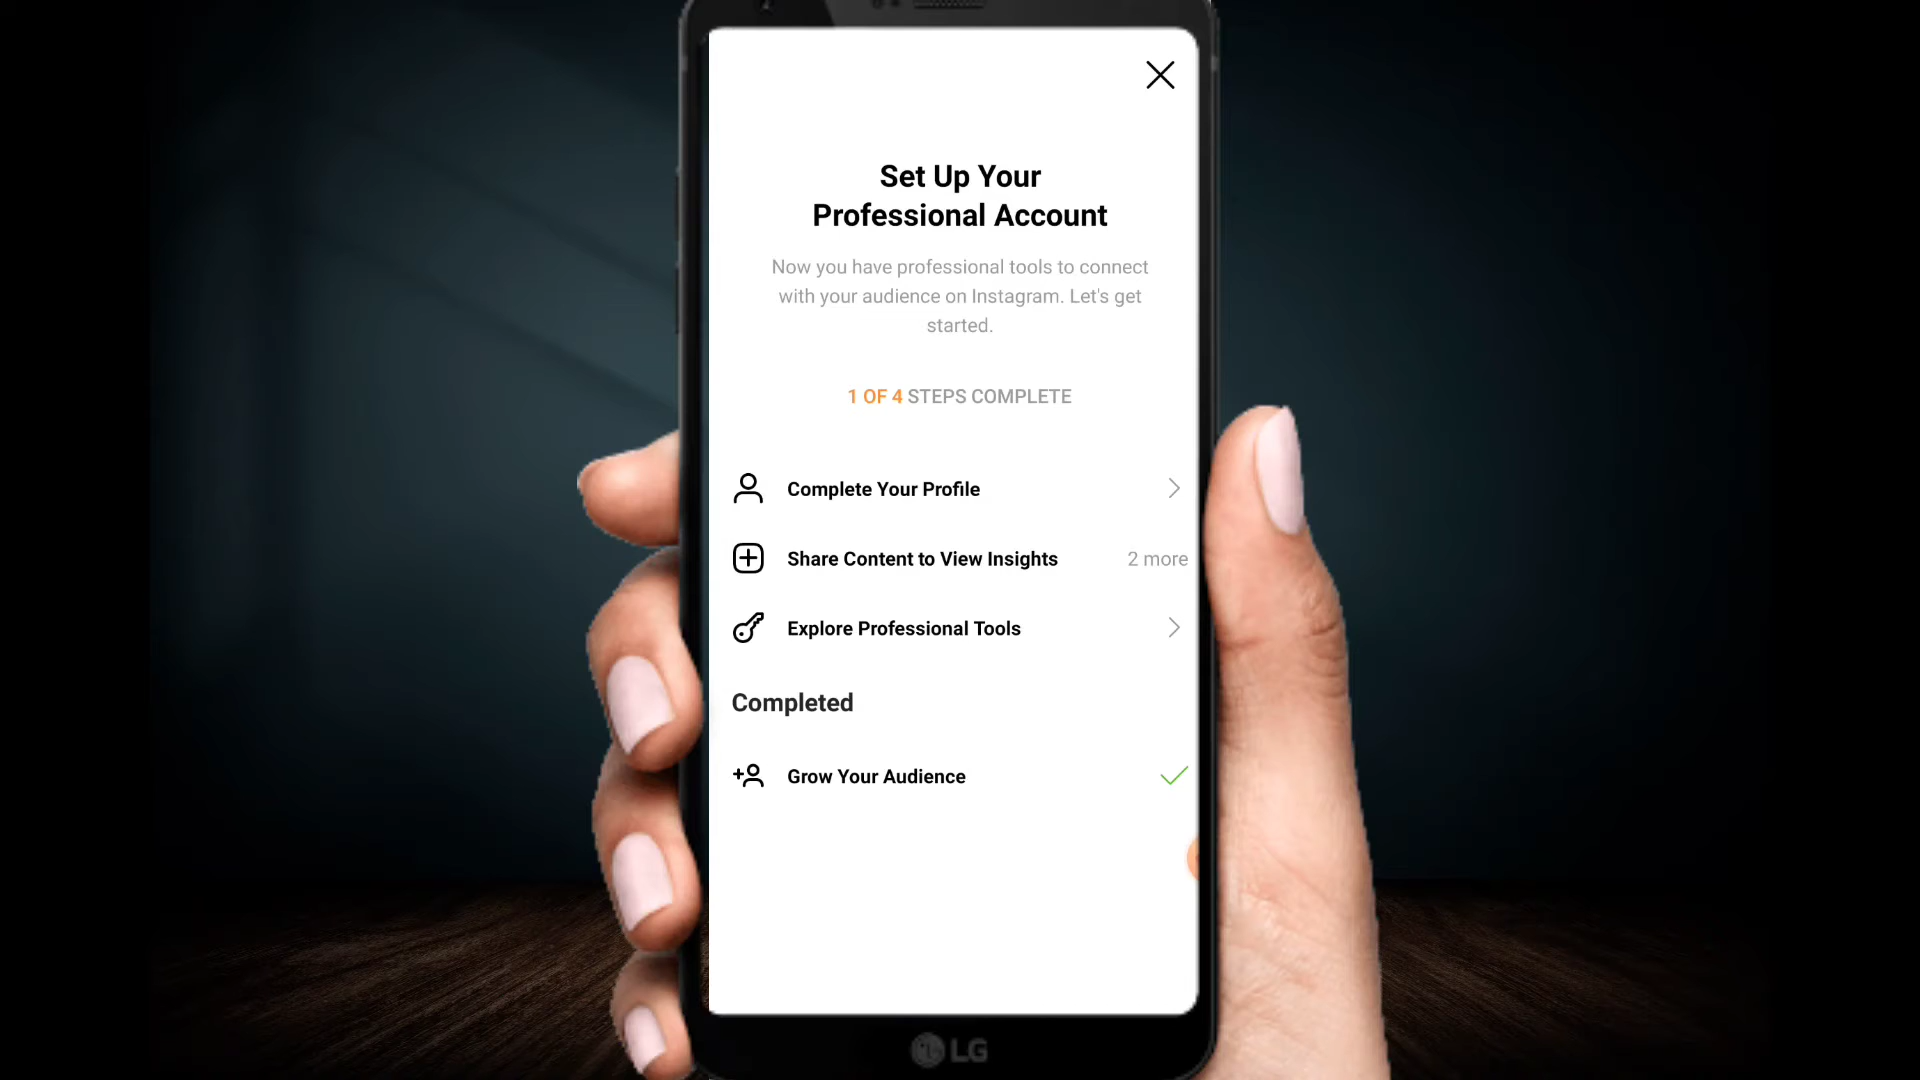 Set Up Your
Professional Account
Now you have professional tools to connect
with your audience on Instagram. Let's get
started.
1 OF 4 STEPS COMPLETE
Complete Your Profile
Share Content to View Insights 2 more
Explore Professional Tools
Completed
Grow Your Audience
LG